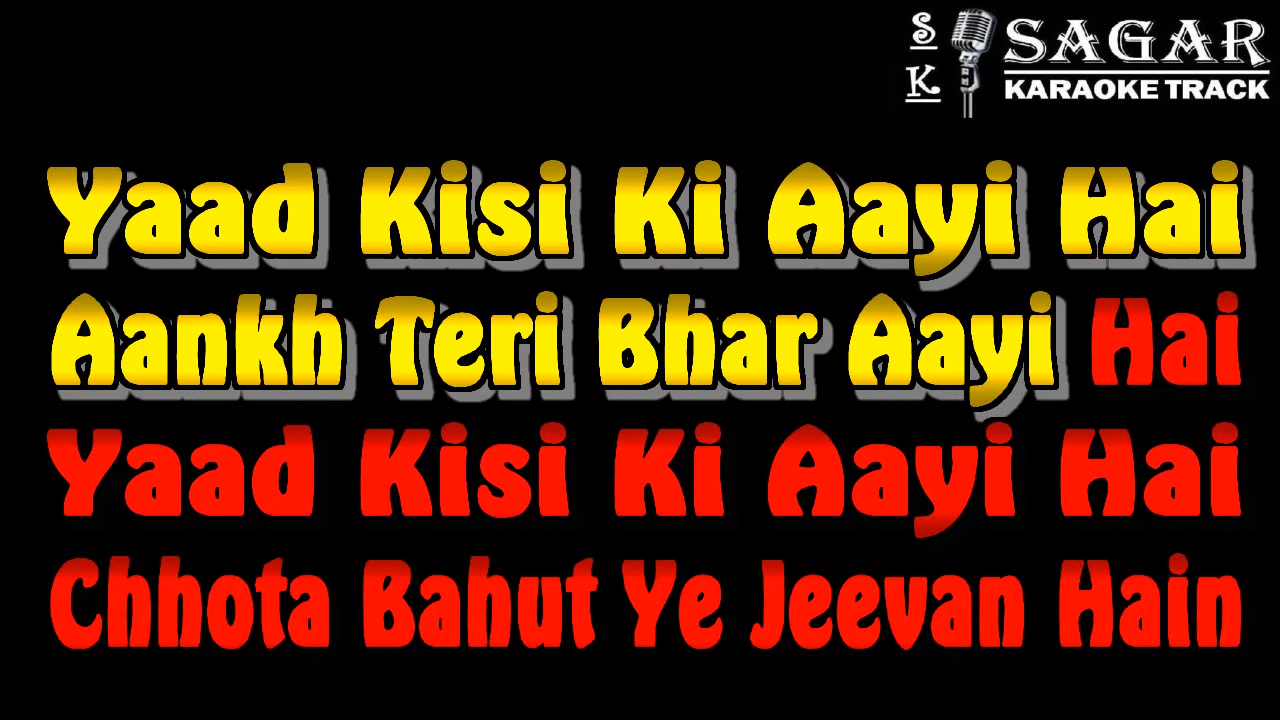 S
K
SAGAR
KARAOKE TRACK
Yaad Kisi Ki Aayi Hai
Aankh Teri Bhar Aayi Hai
Yaad Kisi Ki Aayi Hai
Chhota Bahut Ye Jeevan Hain